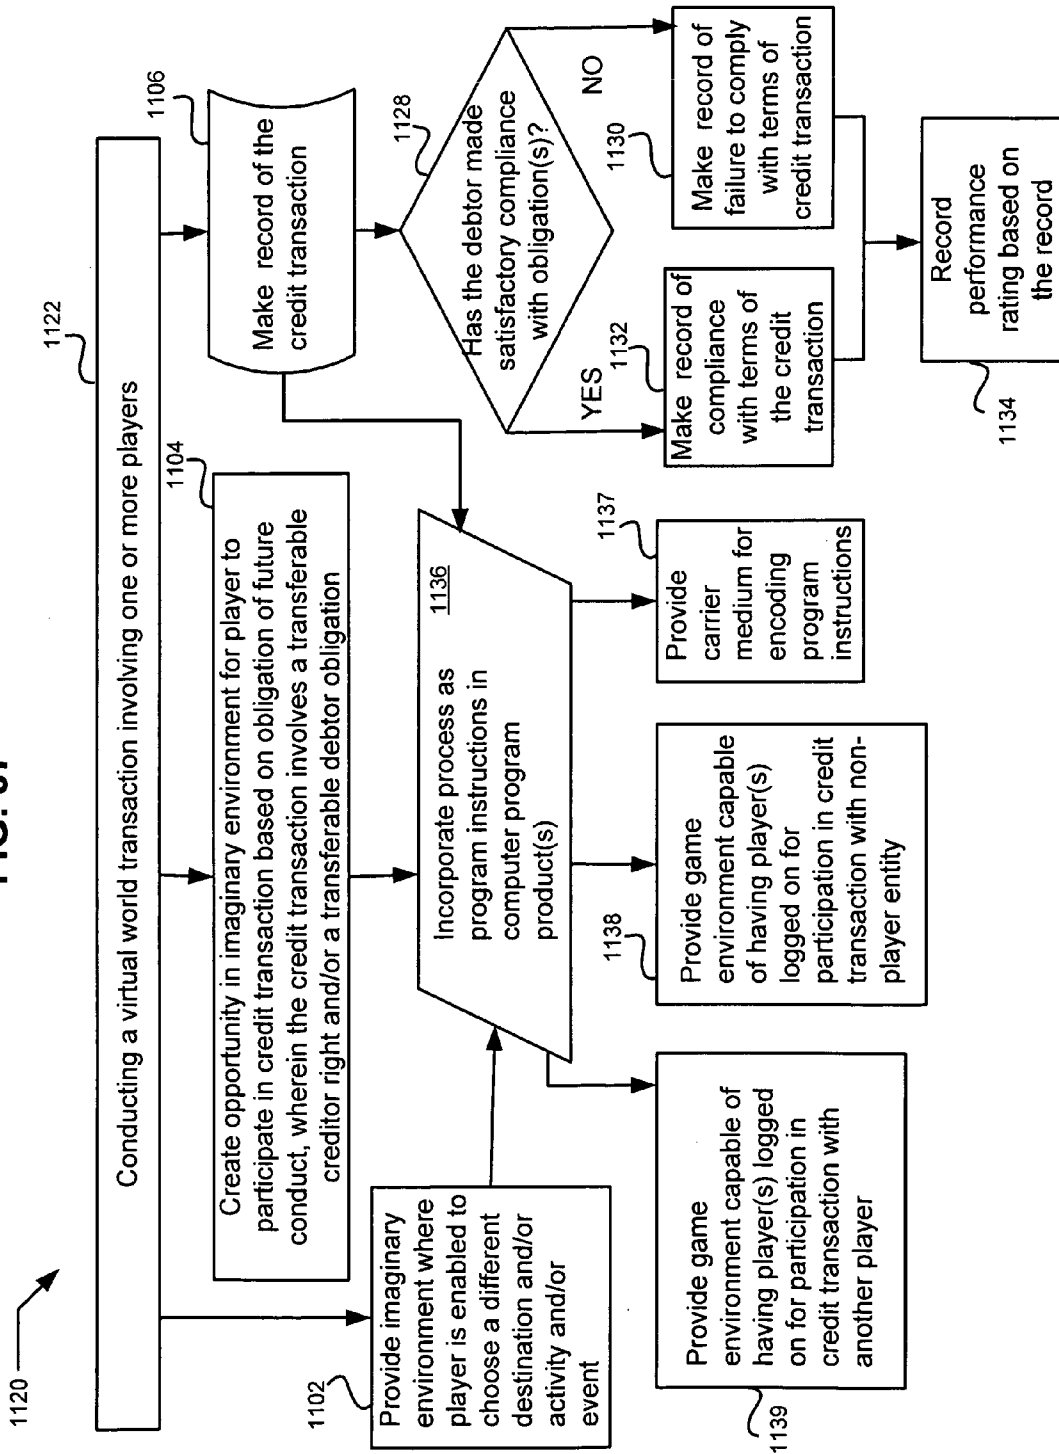 1120
1122
Conducting a virtual world transaction involving one or more players
1102
Provide imaginary
environment where
player is enabled to
choose a different
destination and/or
activity and/or
event
1104
Create opportunity in imaginary environment for player to
participate in credit transaction based on obligation of future
conduct, wherein the credit transaction involves a transferable
creditor right and/or a transferable debtor obligation
1106
Make record of the
credit transaction
1136
Incorporate process as
program instructions in
computer program
product(s)
1128
Has the debtor made
satisfactory compliance
with obligation(s)?
YES
NO
1139
Provide game
environment capable of
having player(s) logged
on for participation in
credit transaction with
another player
1138
Provide game
environment capable
of having player(s)
logged on for
participation in credit
transaction with non-
player entity
1137
Provide
carrier
medium for
encoding
program
instructions
1132
Make record of
compliance
with terms of
the credit
transaction
1130
Make record of
failure to comply
with terms of
credit transaction
1134
Record
performance
rating based on
the record